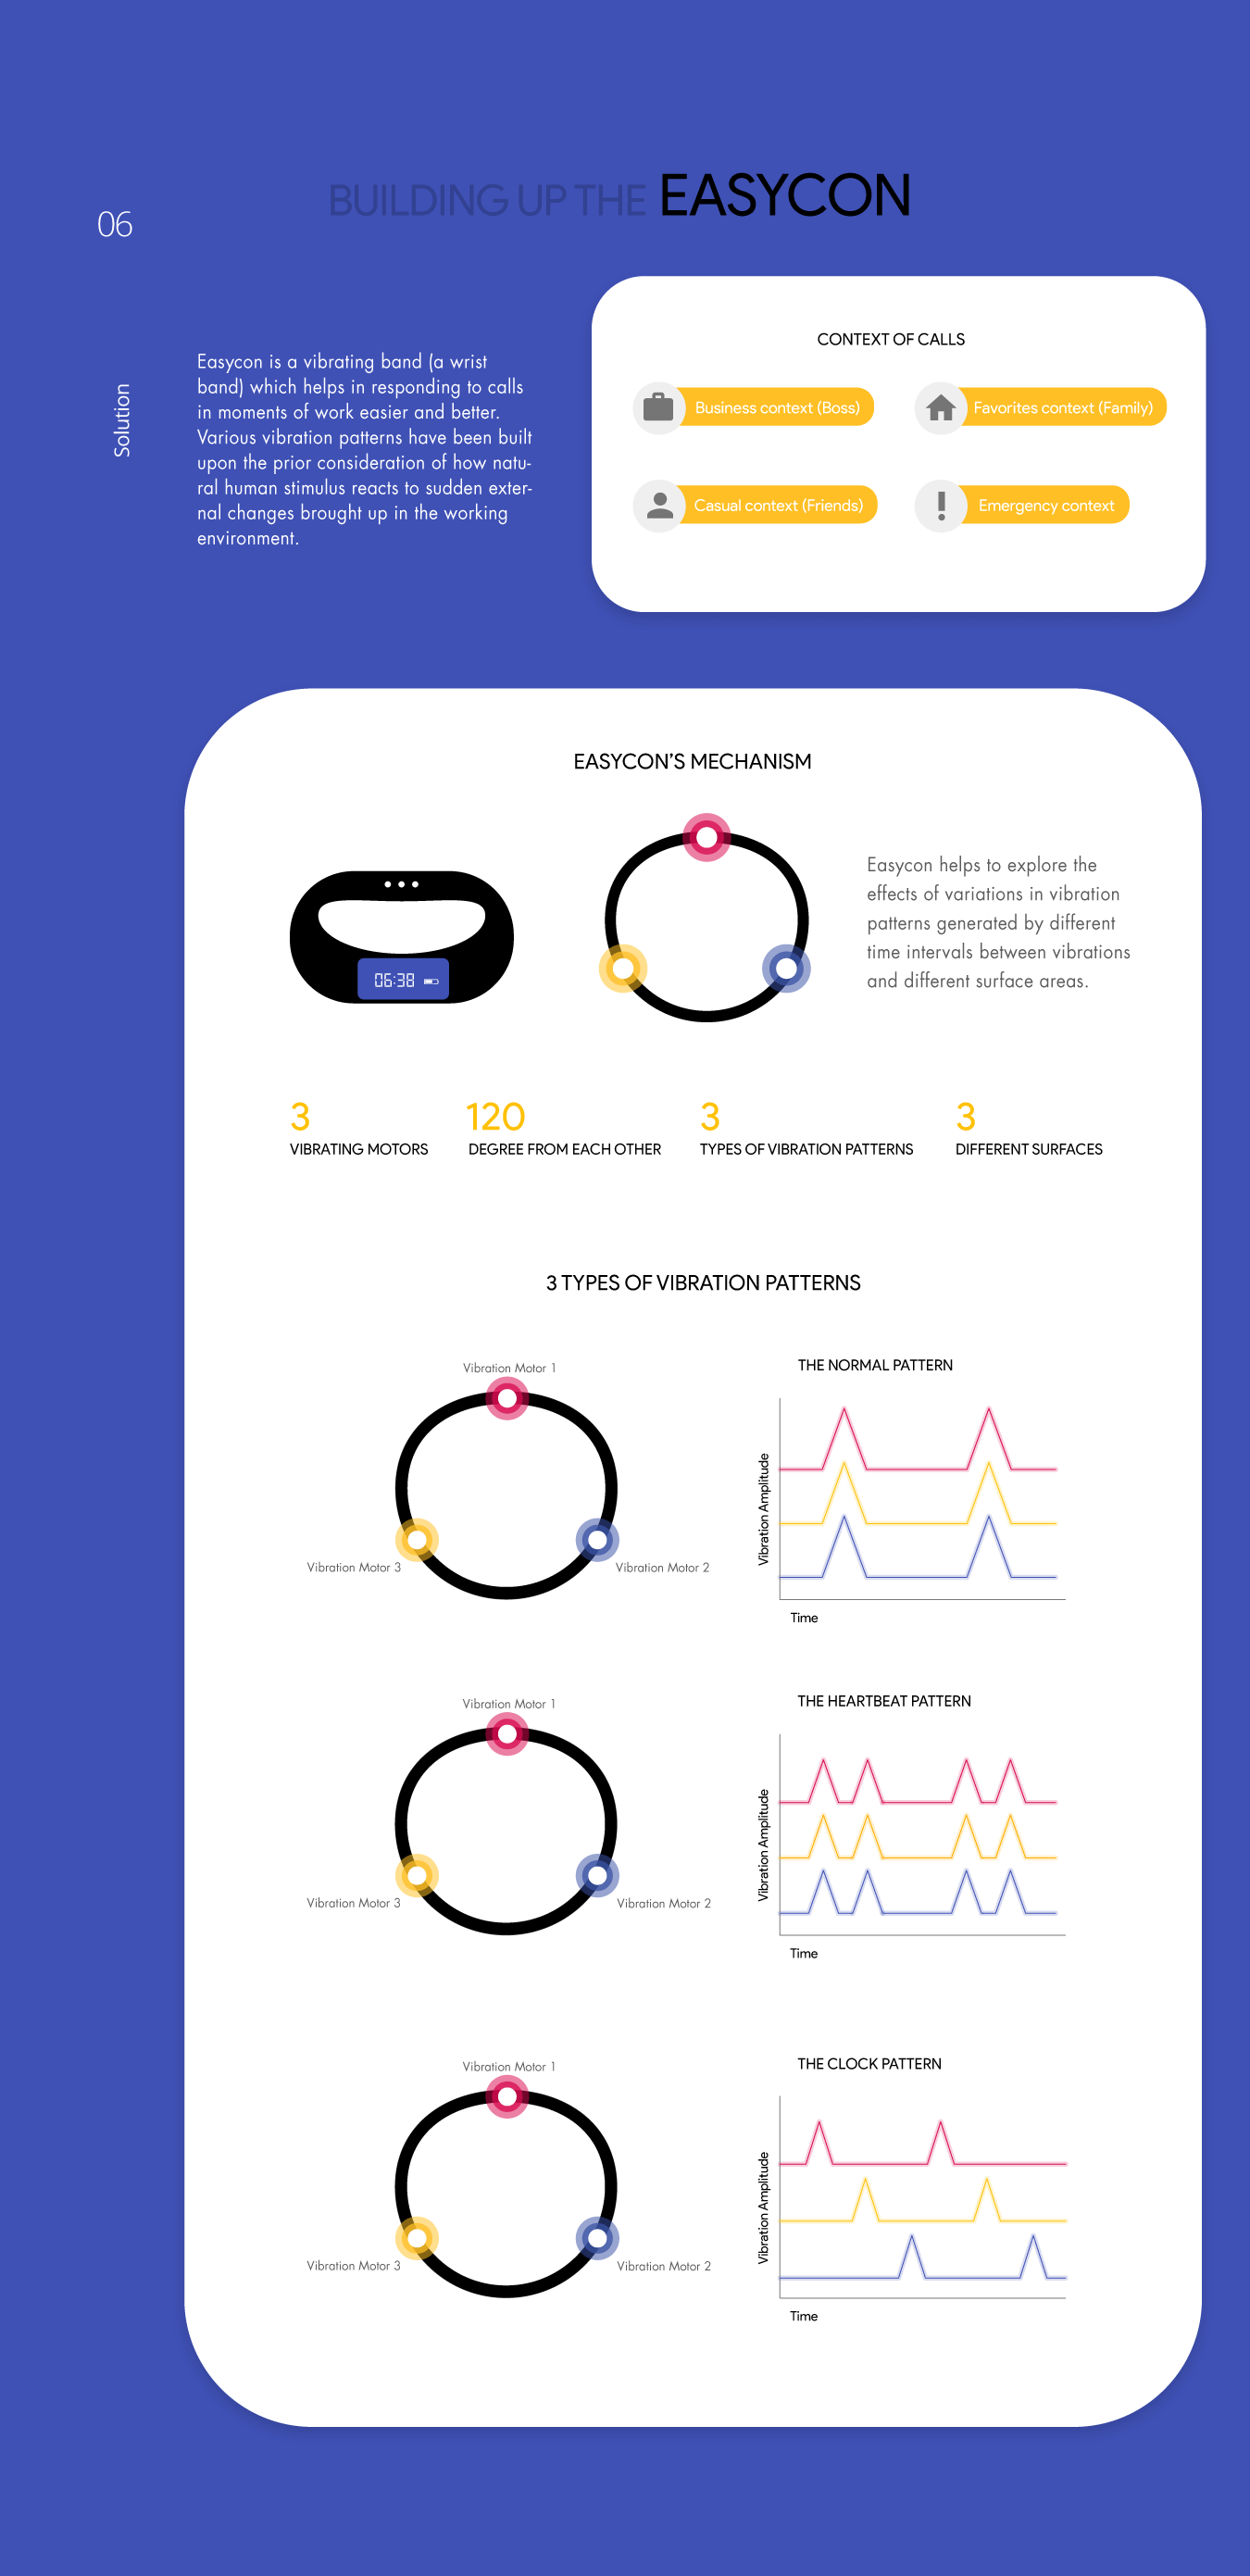 BUILDING UP THE EASYCON
06
Solution
Easycon is a vibrating band (a wrist
band) which helps in responding to calls
in moments of work easier and better.
Various vibration patterns have been built
upon the prior consideration of how natu-
ral human stimulus reacts to sudden exter-
nal changes brought up in the working
environment.
CONTEXT OF CALLS
Business context (Boss)
Favorites context (Family)
Casual context (Friends)
Emergency context
EASYCON'S MECHANISM
06:38
Easycon helps to explore the
effects of variations in vibration
patterns generated by different
time intervals between vibrations
and different surface areas.
3
VIBRATING MOTORS
120
DEGREE FROM EACH OTHER
3
TYPES OF VIBRATION PATTERNS
3
DIFFERENT SURFACES
3 TYPES OF VIBRATION PATTERNS
Vibration Motor 1
Vibration Motor 3
Vibration Motor 2
THE NORMAL PATTERN
Vibration Amplitude
Time
Vibration Motor 1
Vibration Motor 3
Vibration Motor 2
THE HEARTBEAT PATTERN
Vibration Amplitude
Time
Vibration Motor 1
Vibration Motor 3
Vibration Motor 2
THE CLOCK PATTERN
Vibration Amplitude
Time